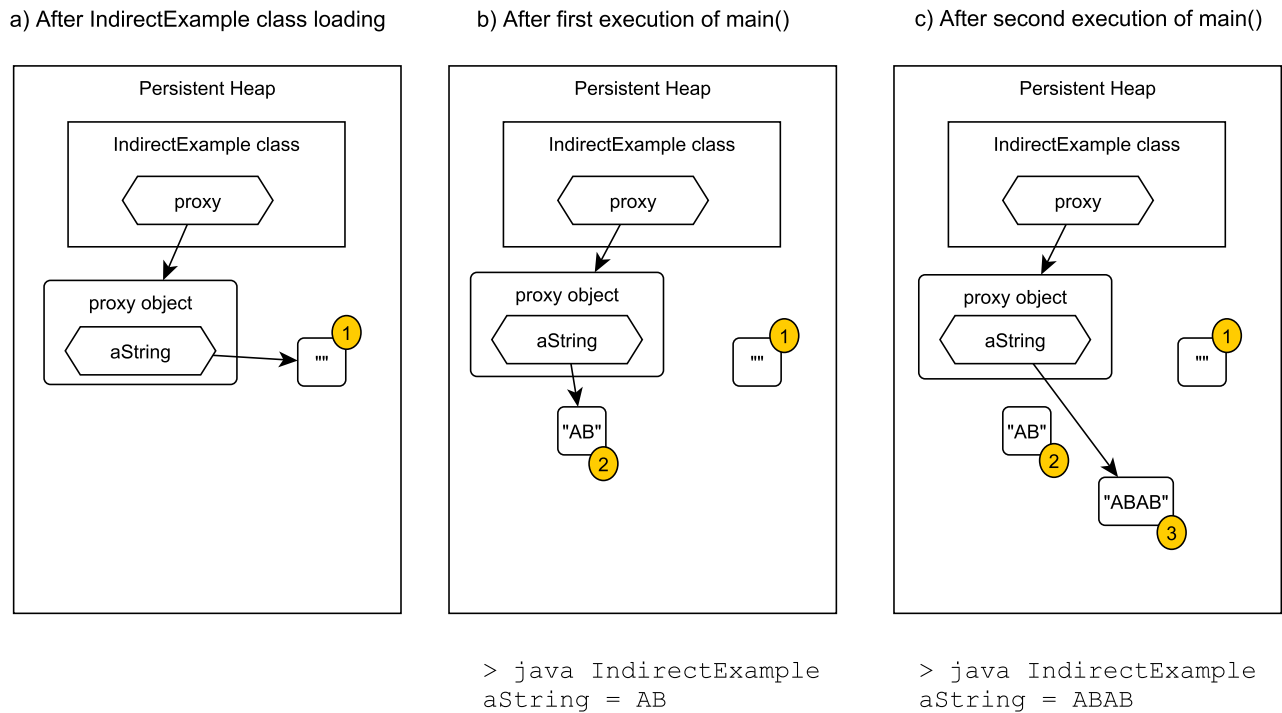 a) After IndirectExample class loading
Persistent Heap
IndirectExample class
proxy
proxy object
aString
""
1
b) After first execution of main()
Persistent Heap
IndirectExample class
proxy
proxy object
aString
""
1
"AB"
2
> java IndirectExample
aString = AB
c) After second execution of main()
Persistent Heap
IndirectExample class
proxy
proxy object
aString
""
1
"AB"
2
"ABAB"
3
> java IndirectExample
aString = ABAB